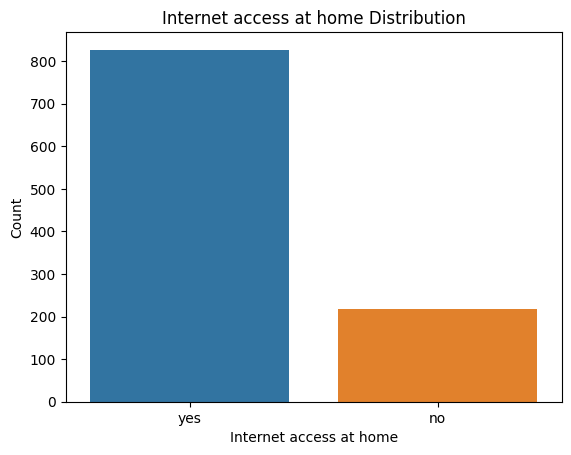 Internet access at home Distribution
Count
800
700
600
500
400
300
200
100
0
yes no
Internet access at home